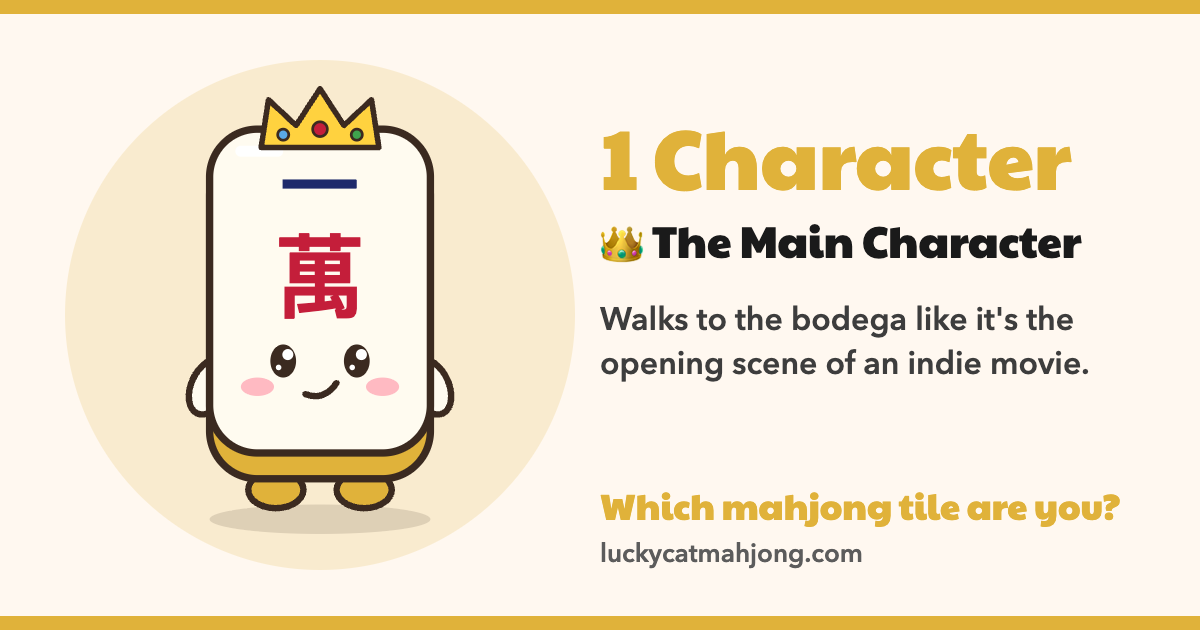 一
萬
1 Character
👑 The Main Character
Walks to the bodega like it's the
opening scene of an indie movie.
Which mahjong tile are you?
luckycatmahjong.com